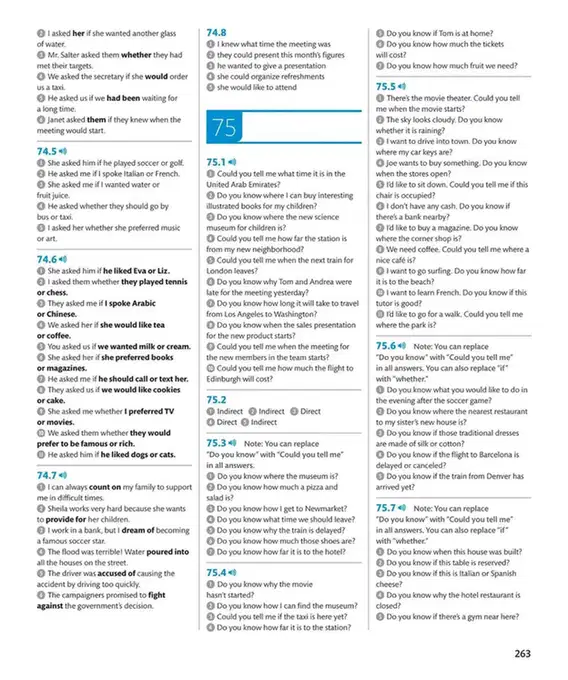 2 I asked her if she wanted another glass
of water.
3 Mr. Salter asked them whether they had
met their targets.
4 We asked the secretary if she would order
us a taxi.
5 He asked us if we had been waiting for
a long time.
6 Janet asked them if they knew when the
meeting would start.
74.5
1 She asked him if he played soccer or golf.
2 He asked me if I spoke Italian or French.
3 She asked me if I wanted water or
fruit juice.
4 He asked whether they should go by
bus or taxi.
5 I asked her whether she preferred music
or art.
74.6
1 She asked him if he liked Eva or Liz.
2 I asked them whether they played tennis
or chess.
3 They asked me if I spoke Arabic
or Chinese.
4 We asked her if she would like tea
or coffee.
5 You asked us if we wanted milk or cream.
6 She asked her if she preferred books
or magazines.
7 He asked me if he should call or text her.
8 They asked us if we would like cookies
or cake.
9 She asked me whether I preferred TV
or movies.
10 We asked them whether they would
prefer to be famous or rich.
11 He asked him if he liked dogs or cats.
74.7
1 I can always count on my family to support
me in difficult times.
2 Sheila works very hard because she wants
to provide for her children.
3 I work in a bank, but I dream of becoming
a famous soccer star.
4 The flood was terrible! Water poured into
all the houses on the street.
5 The driver was accused of causing the
accident by driving too quickly.
6 The campaigners promised to fight
against the government's decision.
74.8
1 I knew what time the meeting was
2 they could present this month's figures
3 he wanted to give a presentation
4 she could organize refreshments
5 she would like to attend
75
75.1
1 Could you tell me what time it is in the
United Arab Emirates?
2 Do you know where I can buy interesting
illustrated books for my children?
3 Do you know where the new science
museum for children is?
4 Could you tell me how far the station is
from my new neighborhood?
5 Could you tell me when the next train for
London leaves?
6 Do you know why Tom and Andrea were
late for the meeting yesterday?
7 Do you know how long it will take to travel
from Los Angeles to Washington?
8 Do you know when the sales presentation
for the new product starts?
9 Could you tell me when the meeting for
the new members in the team starts?
10 Could you tell me how much the flight to
Edinburgh will cost?
75.2
1 Indirect 2 Indirect 3 Direct
4 Direct 5 Indirect
75.3 Note: You can replace
"Do you know" with "Could you tell me"
in all answers.
1 Do you know where the museum is?
2 Do you know how much a pizza and
salad is?
3 Do you know how I get to Newmarket?
4 Do you know what time we should leave?
5 Do you know why the train is delayed?
6 Do you know how much those shoes are?
7 Do you know how far it is to the hotel?
75.4
1 Do you know why the movie
hasn't started?
2 Do you know how I can find the museum?
3 Could you tell me if the taxi is here yet?
4 Do you know how far it is to the station?
5 Do you know if Tom is at home?
6 Do you know how much the tickets
will cost?
7 Do you know how much fruit we need?
75.5
1 There's the movie theater. Could you tell
me when the movie starts?
2 The sky looks cloudy. Do you know
whether it is raining?
3 I want to drive into town. Do you know
where my car keys are?
4 Joe wants to buy something. Do you know
when the stores open?
5 I'd like to sit down. Could you tell me if this
chair is occupied?
6 I don't have any cash. Do you know if
there's a bank nearby?
7 I'd like to buy a magazine. Do you know
where the corner shop is?
8 We need coffee. Could you tell me where a
nice café is?
9 I want to go surfing. Do you know how far
it is to the beach?
10 I want to learn French. Do you know if this
tutor is good?
11 I'd like to go for a walk. Could you tell me
where the park is?
75.6 Note: You can replace
"Do you know" with "Could you tell me"
in all answers. You can also replace "if"
with "whether."
1 Do you know what you would like to do in
the evening after the soccer game?
2 Do you know where the nearest restaurant
to my sister's new house is?
3 Do you know if those traditional dresses
are made of silk or cotton?
4 Do you know if the flight to Barcelona is
delayed or canceled?
5 Do you know if the train from Denver has
arrived yet?
75.7 Note: You can replace
"Do you know" with "Could you tell me"
in all answers. You can also replace "if"
with "whether."
1 Do you know when this house was built?
2 Do you know if this table is reserved?
3 Do you know if this is Italian or Spanish
cheese?
4 Do you know why the hotel restaurant is
closed?
5 Do you know if there's a gym near here?
263